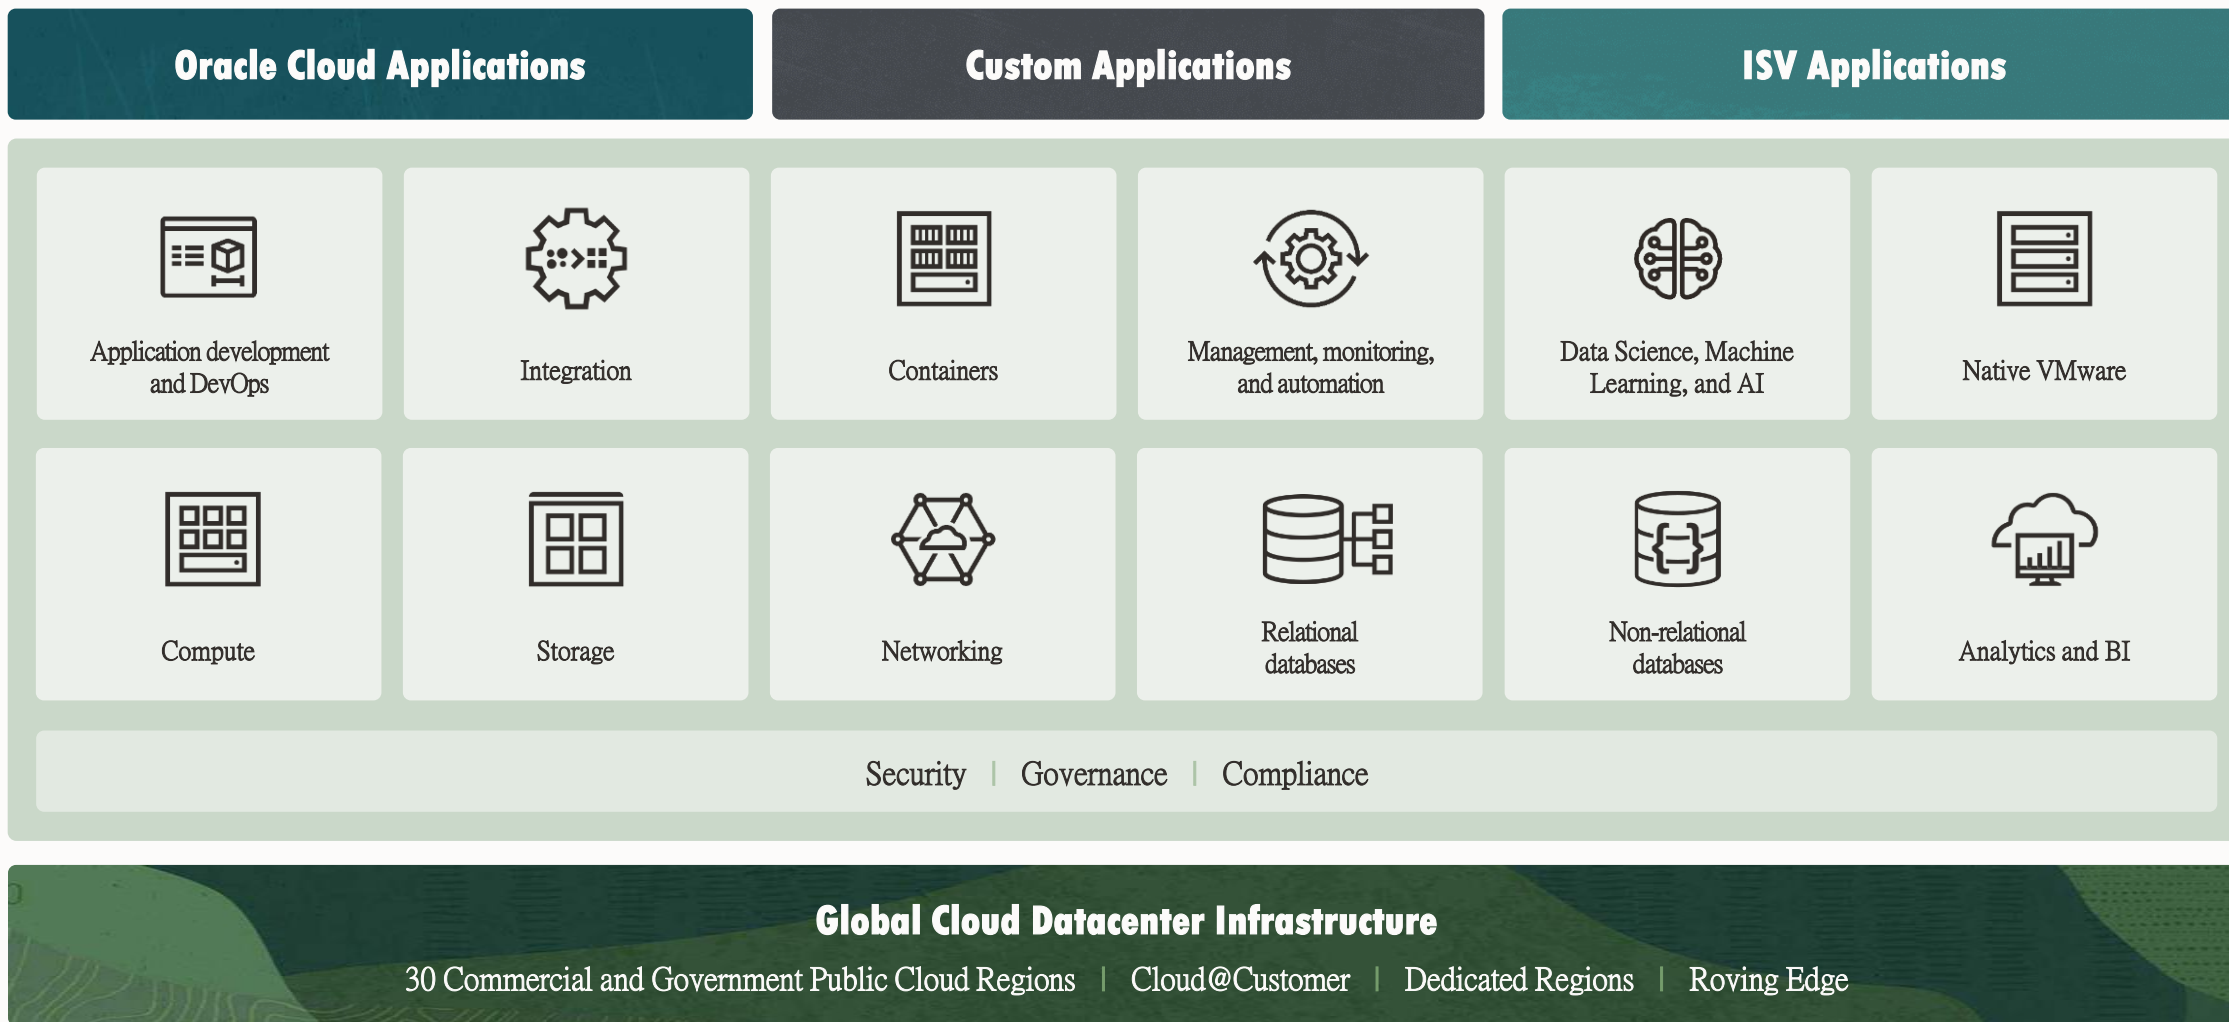 Oracle Cloud Applications
Custom Applications
ISV Applications
Application development
and DevOps
Integration
Containers
Management, monitoring,
and automation
Data Science, Machine
Learning, and AI
Native VMware
Compute
Storage
Networking
Relational
databases
Non-relational
databases
Analytics and BI
Security | Governance | Compliance
Global Cloud Datacenter Infrastructure
30 Commercial and Government Public Cloud Regions | Cloud@Customer | Dedicated Regions | Roving Edge